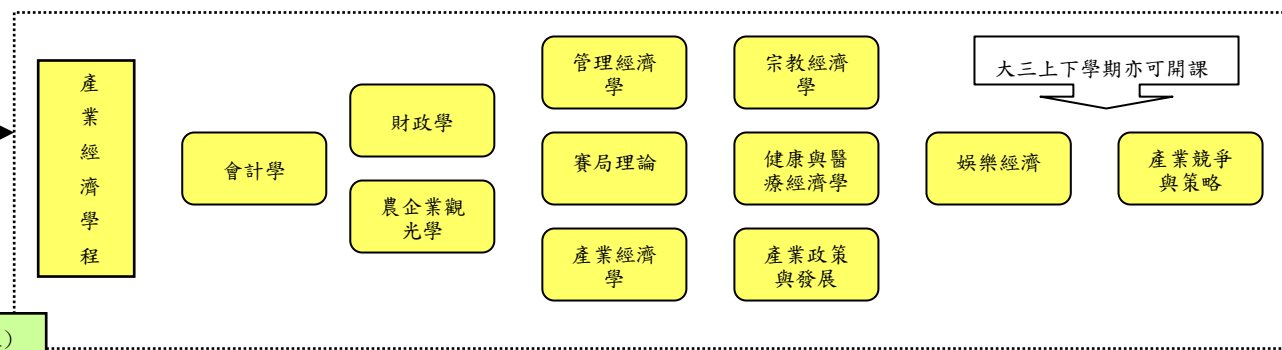 產
業
經
濟
學
程
會計學
財政學
農企業觀
光學
管理經濟
學
賽局理論
產業經濟
學
宗教經濟
學
健康與醫
療經濟學
產業政策
與發展
大三上下學期亦可開課
娛樂經濟
產業競爭
與策略
)